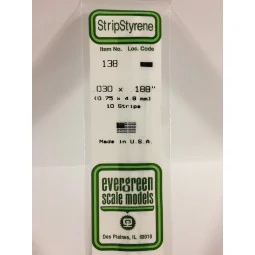 StripStyrene
Item No. Loc. Code
138
.030 × .188"
(0.75 x 4.8 mm)
10 Strips
Made in U.S.A.
evergreen
scale models
Des Plaines, IL 60018